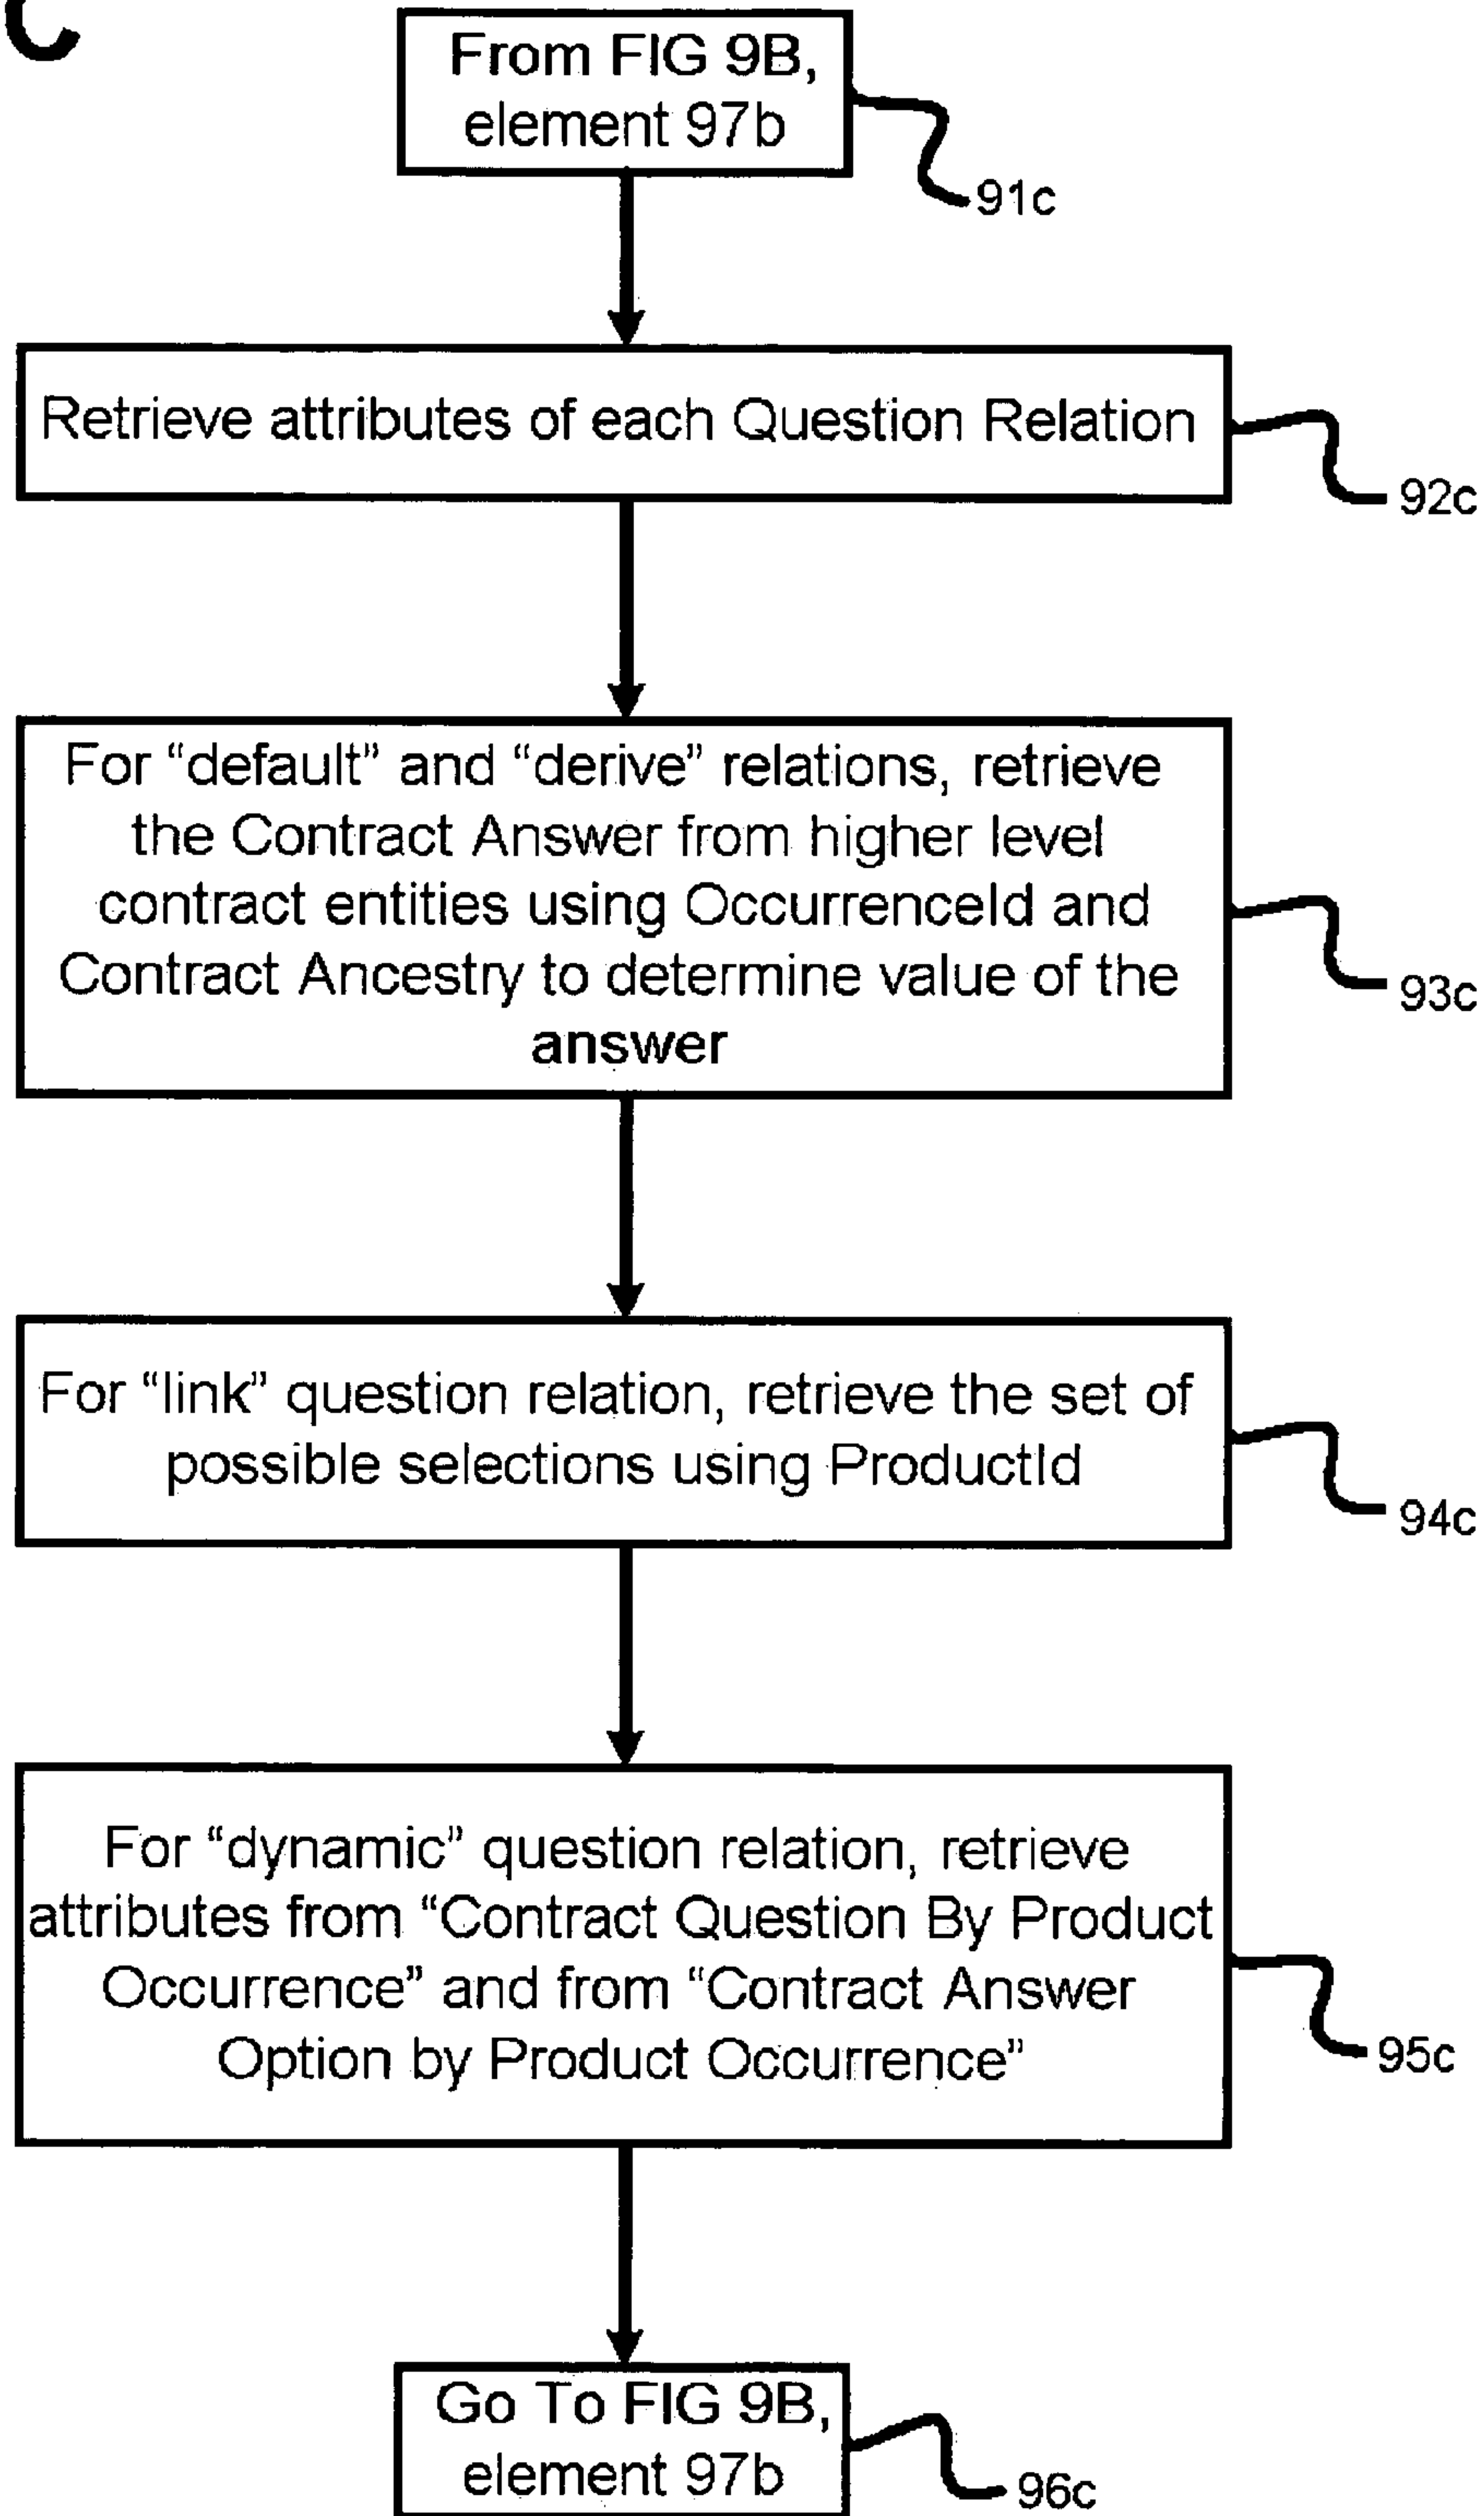 From FIG 9B,
element 97b
91c
Retrieve attributes of each Question Relation
92c
For “default” and “derive” relations, retrieve
the Contract Answer from higher level
contract entities using OccurrenceId and
Contract Ancestry to determine value of the
answer
93c
For “link” question relation, retrieve the set of
possible selections using ProductId
94c
For “dynamic” question relation, retrieve
attributes from “Contract Question By Product
Occurrence” and from “Contract Answer
Option by Product Occurrence”
95c
Go To FIG 9B,
element 97b
96c